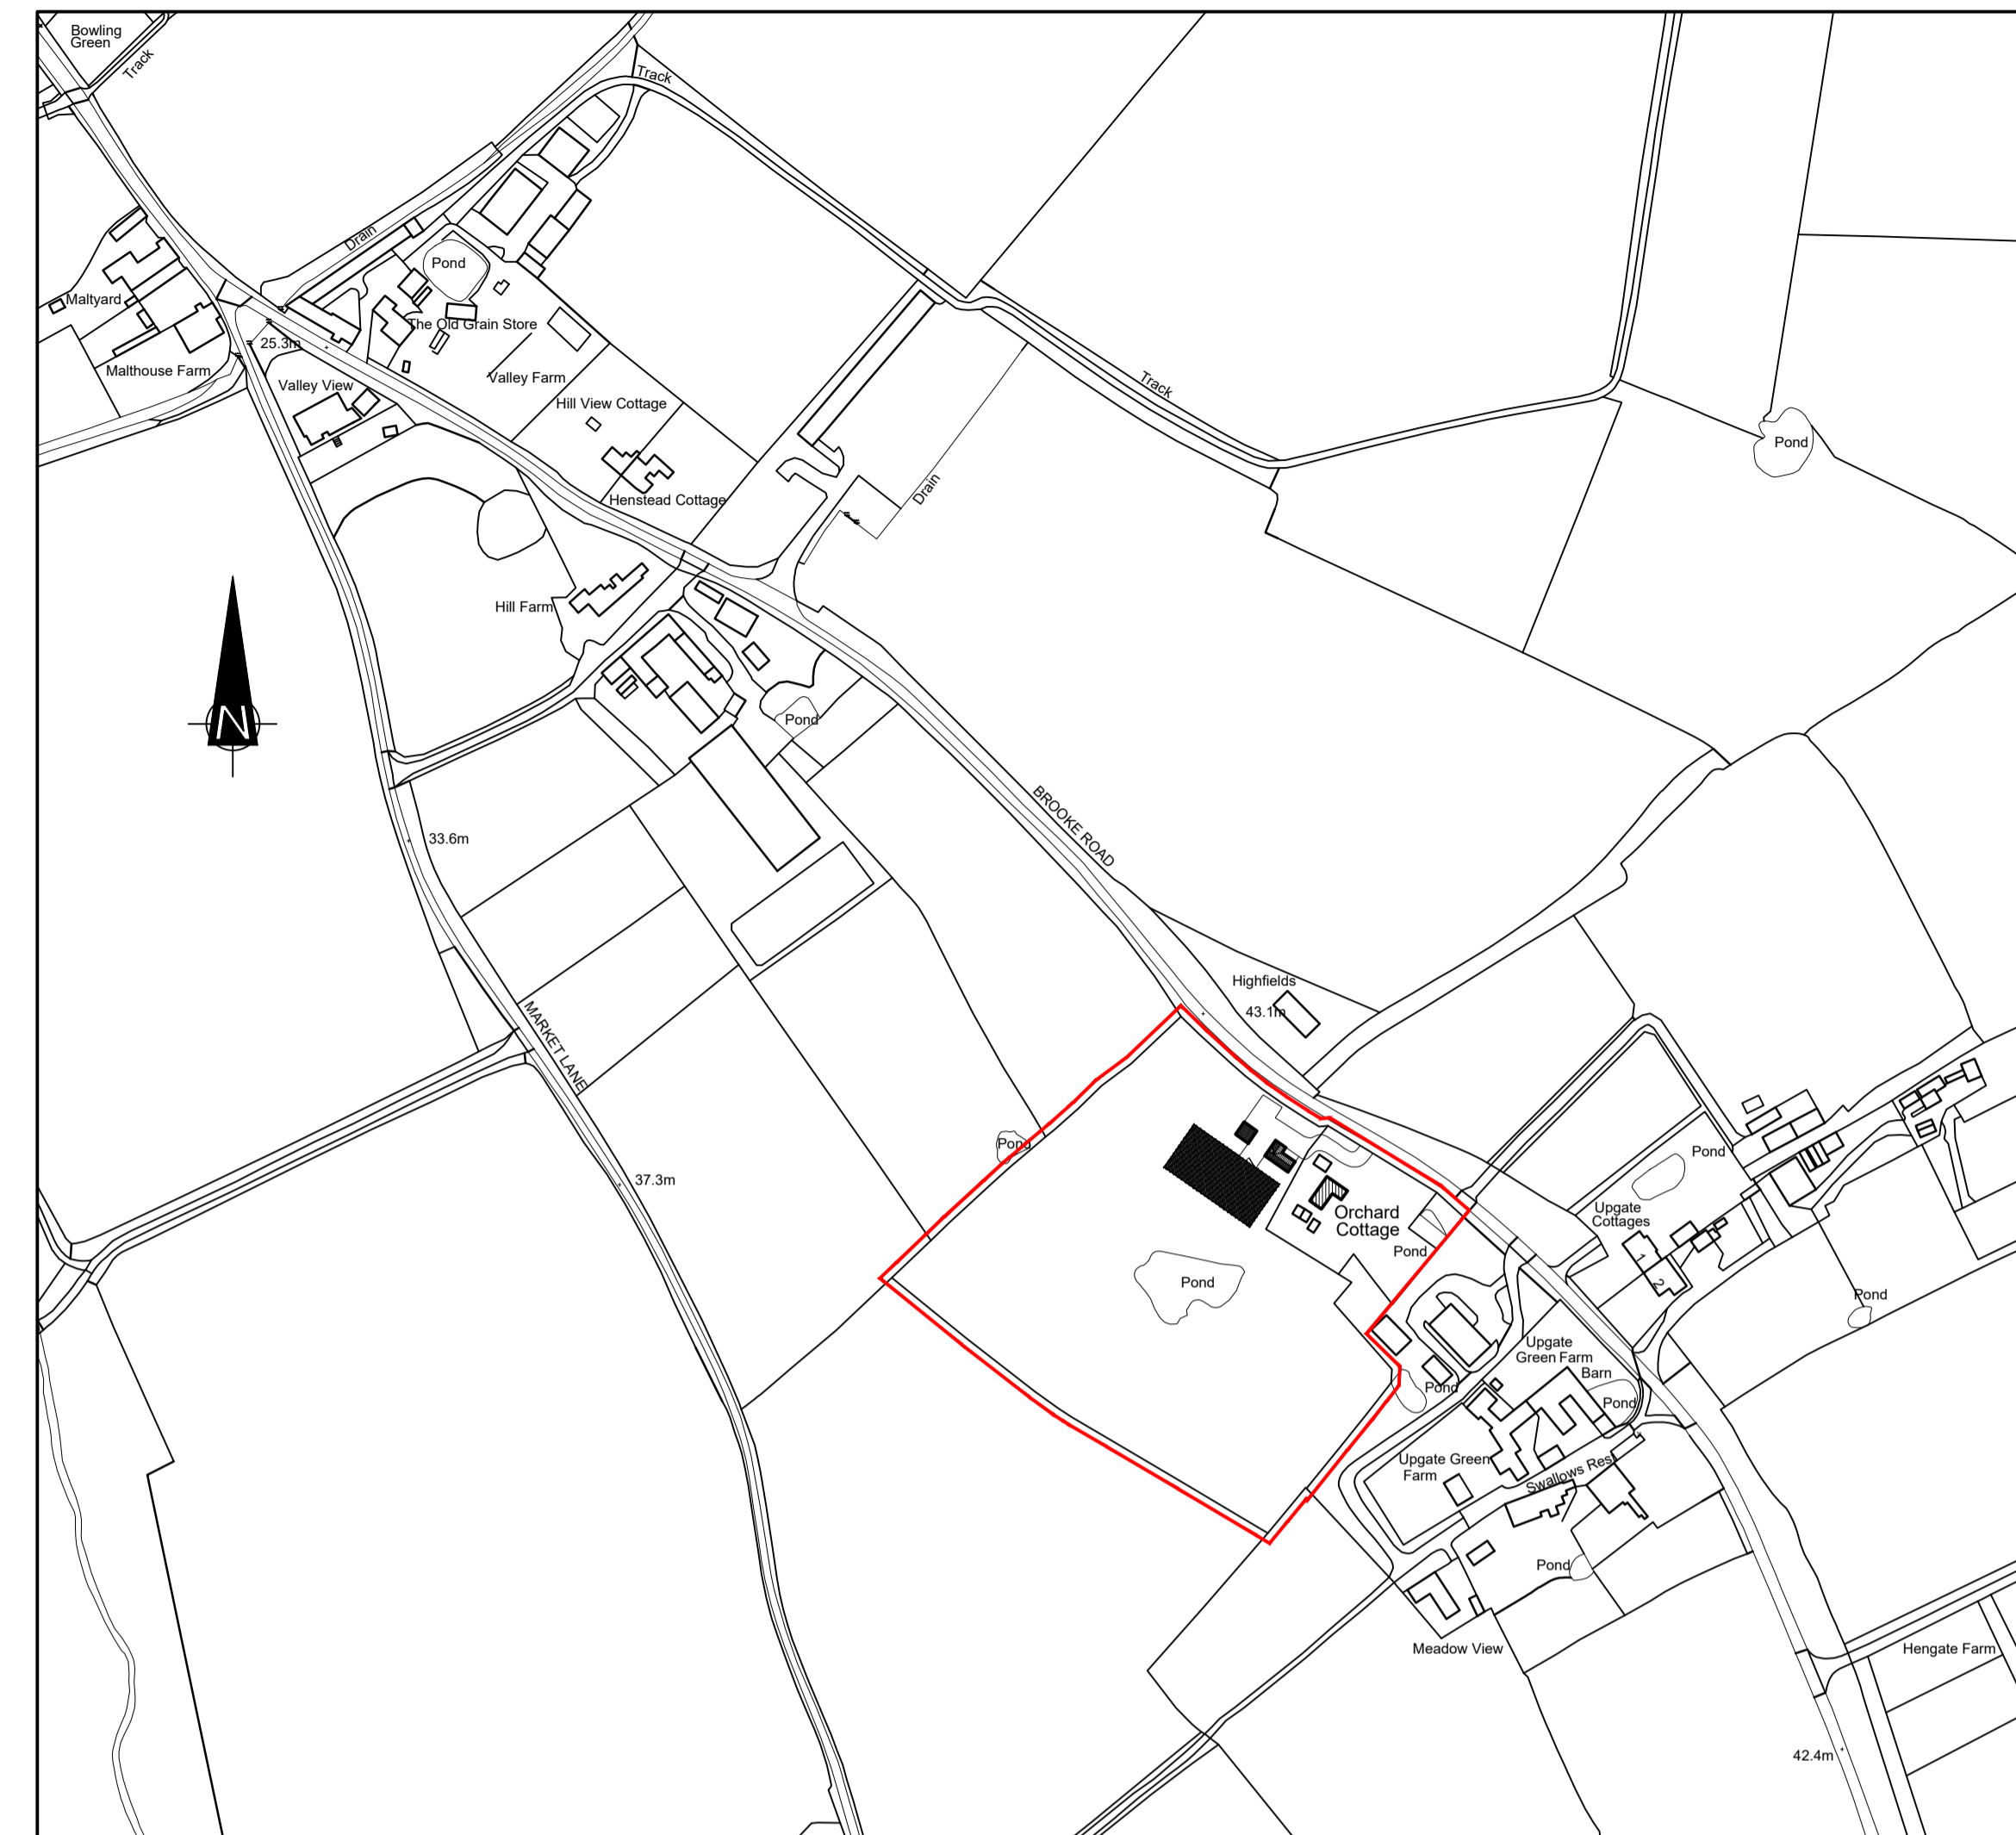 Bowling
Green
Track
Track
Drain
Pond
Maltyard
The Old Grain Store
25.3m
Malthouse Farm
Valley View
Valley Farm
Hill View Cottage
Track
Henstead Cottage
Drain
Pond
Hill Farm
N
Pond
BROOKE ROAD
33.6m
Highfields
43.1m
MARKET LANE
Pond
37.3m
Pond
Orchard
Cottage
Pond
Upgate
Cottages
1
2
Pond
Pond
Upgate
Green Farm
Barn
Pond
Pond
Upgate Green
Farm
Swallows Rest
Pond
Meadow View
Hengate Farm
42.4m